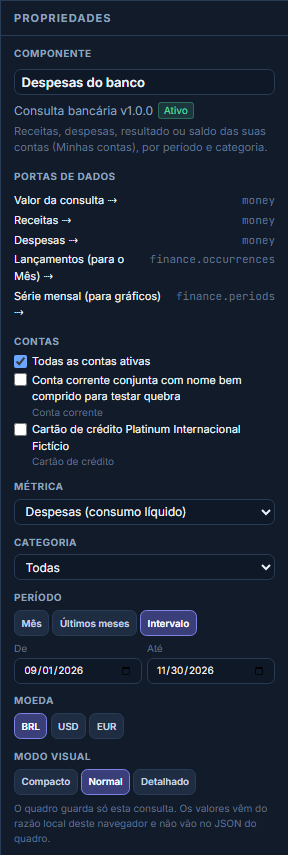 PROPRIEDADES
COMPONENTE
Despesas do banco
Consulta bancária v1.0.0 Ativo
Receitas, despesas, resultado ou saldo das suas
contas (Minhas contas), por período e categoria.
PORTAS DE DADOS
Valor da consulta ⇢ money
Receitas ⇢ money
Despesas ⇢ money
Lançamentos (para o finance.occurrences
Mês) ⇢
Série mensal (para gráficos) finance.periods
⇢
CONTAS
Todas as contas ativas
Conta corrente conjunta com nome bem
comprido para testar quebra
Conta corrente
Cartão de crédito Platinum Internacional
Fictício
Cartão de crédito
MÉTRICA
Despesas (consumo líquido)
CATEGORIA
Todas
PERÍODO
Mês Últimos meses Intervalo
De Até
09/01/2026 11/30/2026
MOEDA
BRL USD EUR
MODO VISUAL
Compacto Normal Detalhado
O quadro guarda só esta consulta. Os valores vêm do
razão local deste navegador e não vão no JSON do
quadro.